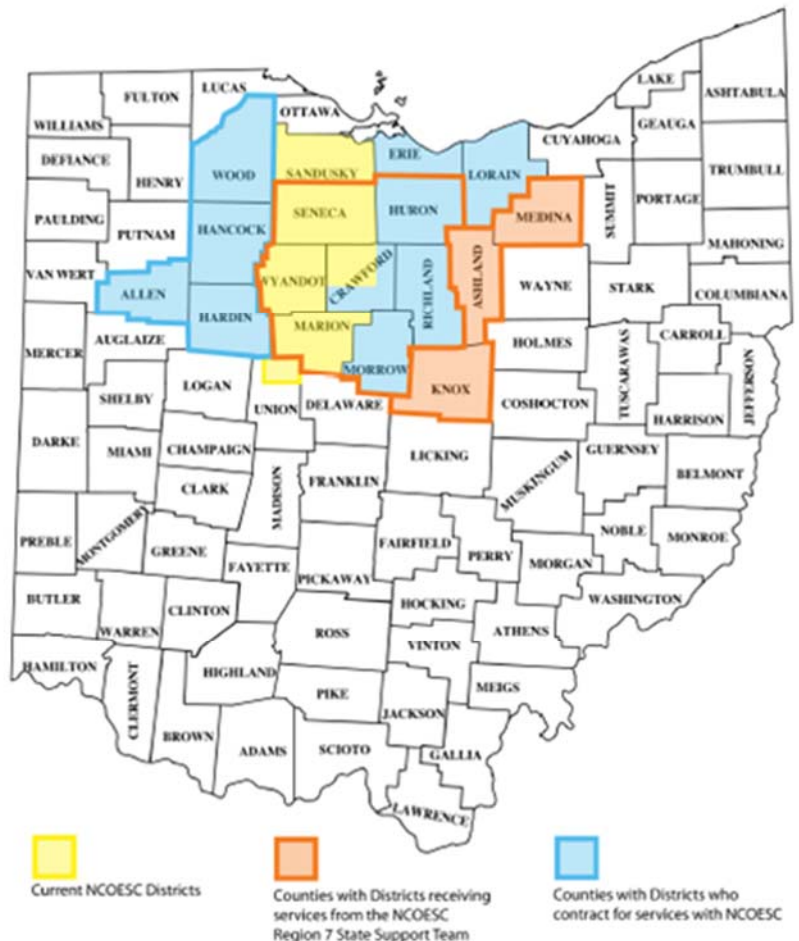 LAKE
LUCAS
ASHTABULA
FULTON
OTTAWA
GEAUGA
WILLIAMS
CUYAHOGA
ERIE
DEFIANCE
TRUMBULL
WOOD
SANDUSKY
LORAIN
HENRY
PORTAGE
SUMMIT
PAULDING
SENECA
HURON
MEDINA
PUTNAM
HANCOCK
MAHONING
VAN WERT
CRAWFORD
WYANDOT
ASHLAND
WAYNE
STARK
ALLEN
RICHLAND
COLUMBIANA
HARDIN
MARION
CARROLL
AUGLAIZE
HOLMES
MERCER
TUSCARAWAS
JEFFERSON
MORROW
LOGAN
KNOX
SHELBY
UNION
DELAWARE
COSHOCTON
HARRISON
DARKE
MIAMI
CHAMPAIGN
LICKING
GUERNSEY
BELMONT
CLARK
MADISON
FRANKLIN
MUSKINGUM
PREBLE
MONTGOMERY
GREENE
FAIRFIELD
NOBLE
MONROE
PERRY
FAYETTE
MORGAN
PICKAWAY
BUTLER
CLINTON
HOCKING
WASHINGTON
WARREN
ROSS
ATHENS
VINTON
HAMILTON
HIGHLAND
CLERMONT
PIKE
MEIGS
JACKSON
BROWN
ADAMS
SCIOTO
GALLIA
LAWRENCE
Current NCOESC Districts
Counties with Districts receiving
services from the NCOESC
Region 7 State Support Team
Counties with Districts who
contract for services with NCOESC